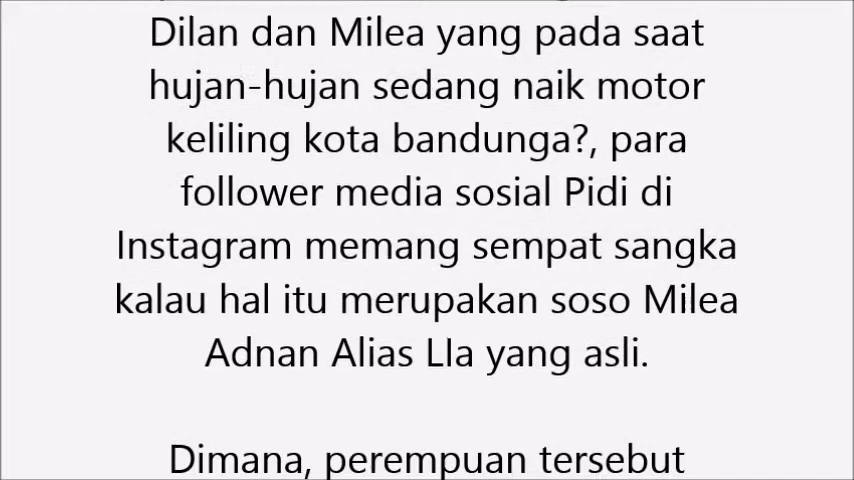 Dilan dan Milea yang pada saat
hujan-hujan sedang naik motor
keliling kota bandunga?, para
follower media sosial Pidi di
Instagram memang sempat sangka
kalau hal itu merupakan soso Milea
Adnan Alias LIa yang asli.
Dimana, perempuan tersebut